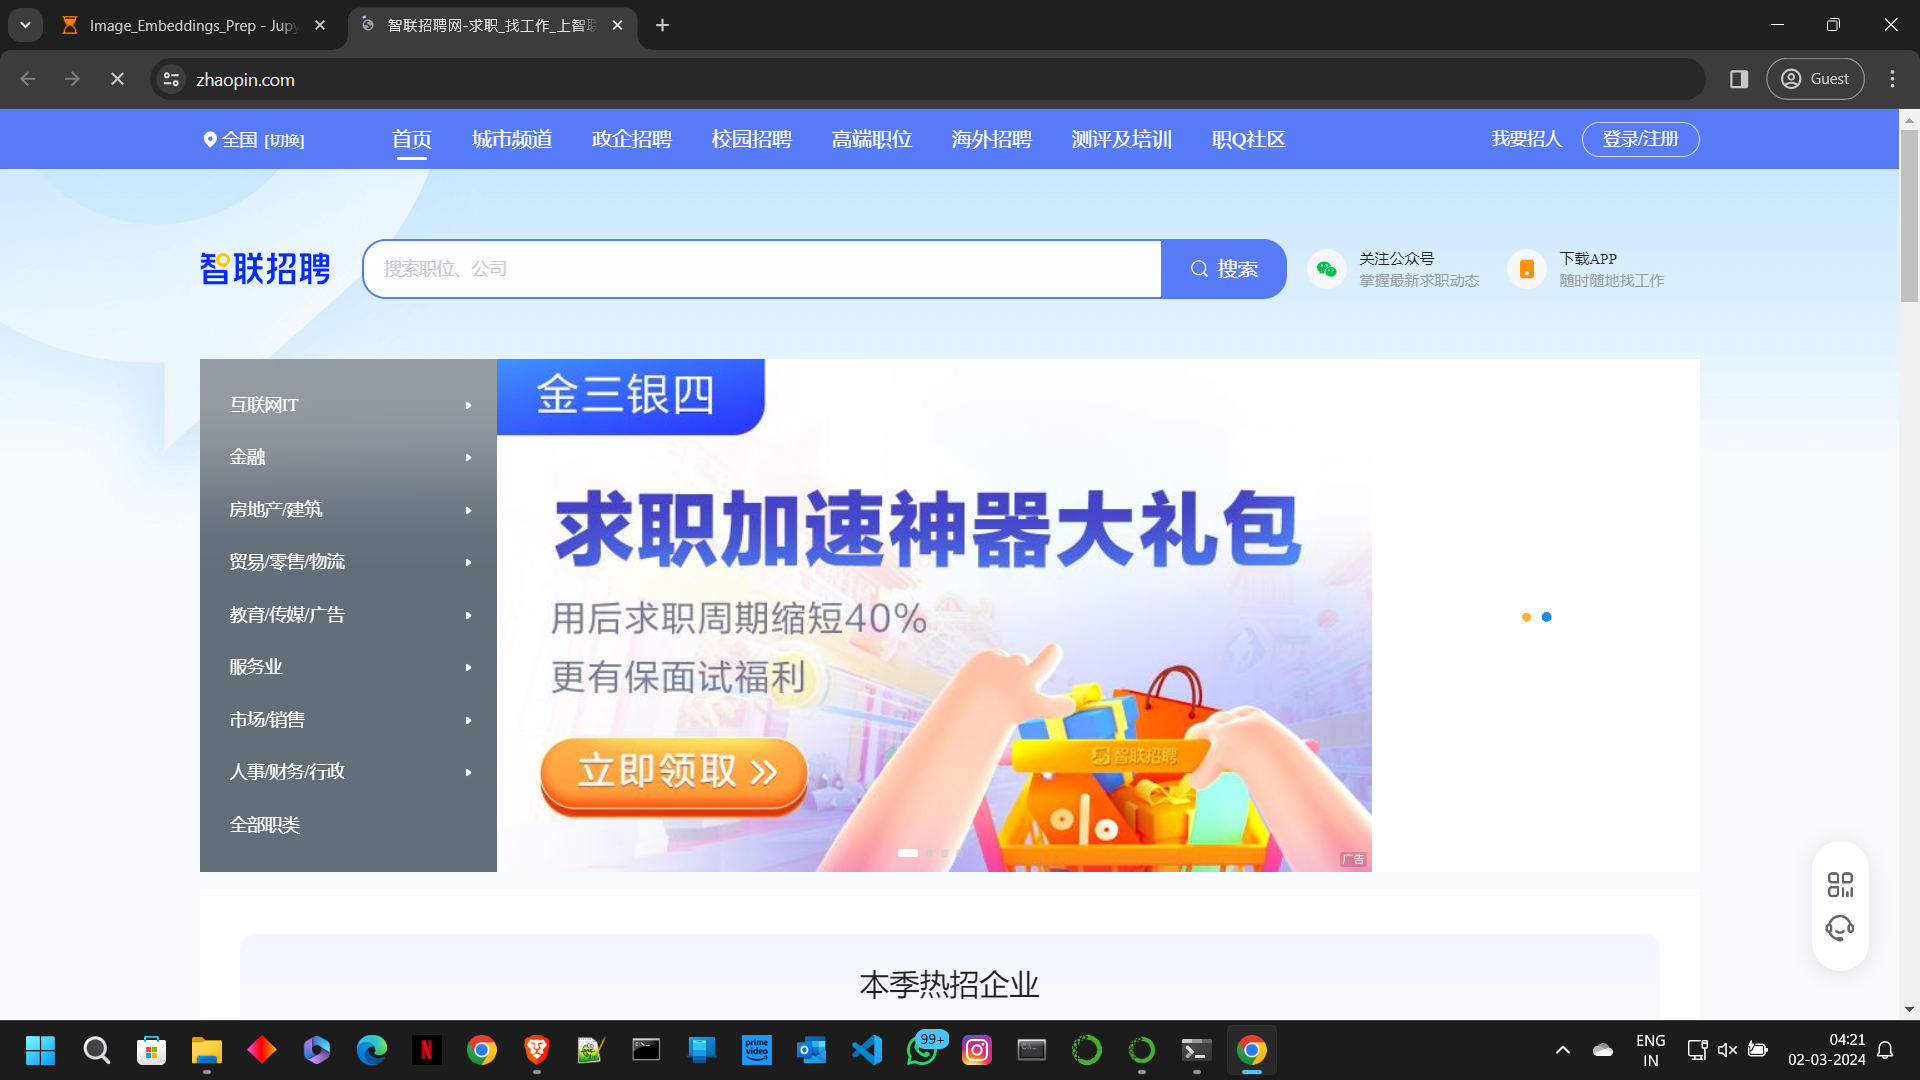 Image_Embeddings_Prep - Jupy
智联招聘网-求职_找工作_上智联
zhaopin.com
Guest
全国 [切换]
首页
城市频道
政企招聘
校园招聘
高端职位
海外招聘
测评及培训
职Q社区
我要招人
登录/注册
智联招聘
搜索职位、公司
搜索
关注公众号
掌握最新求职动态
下载APP
随时随地找工作
互联网IT
金融
房地产/建筑
贸易/零售/物流
教育/传媒/广告
服务业
市场/销售
人事/财务/行政
全部职类
金三银四
求职加速神器大礼包
用后求职周期缩短40%
更有保面试福利
立即领取
智联招聘
广告
本季热招企业
prime video
99+
ENG
IN
04:21
02-03-2024